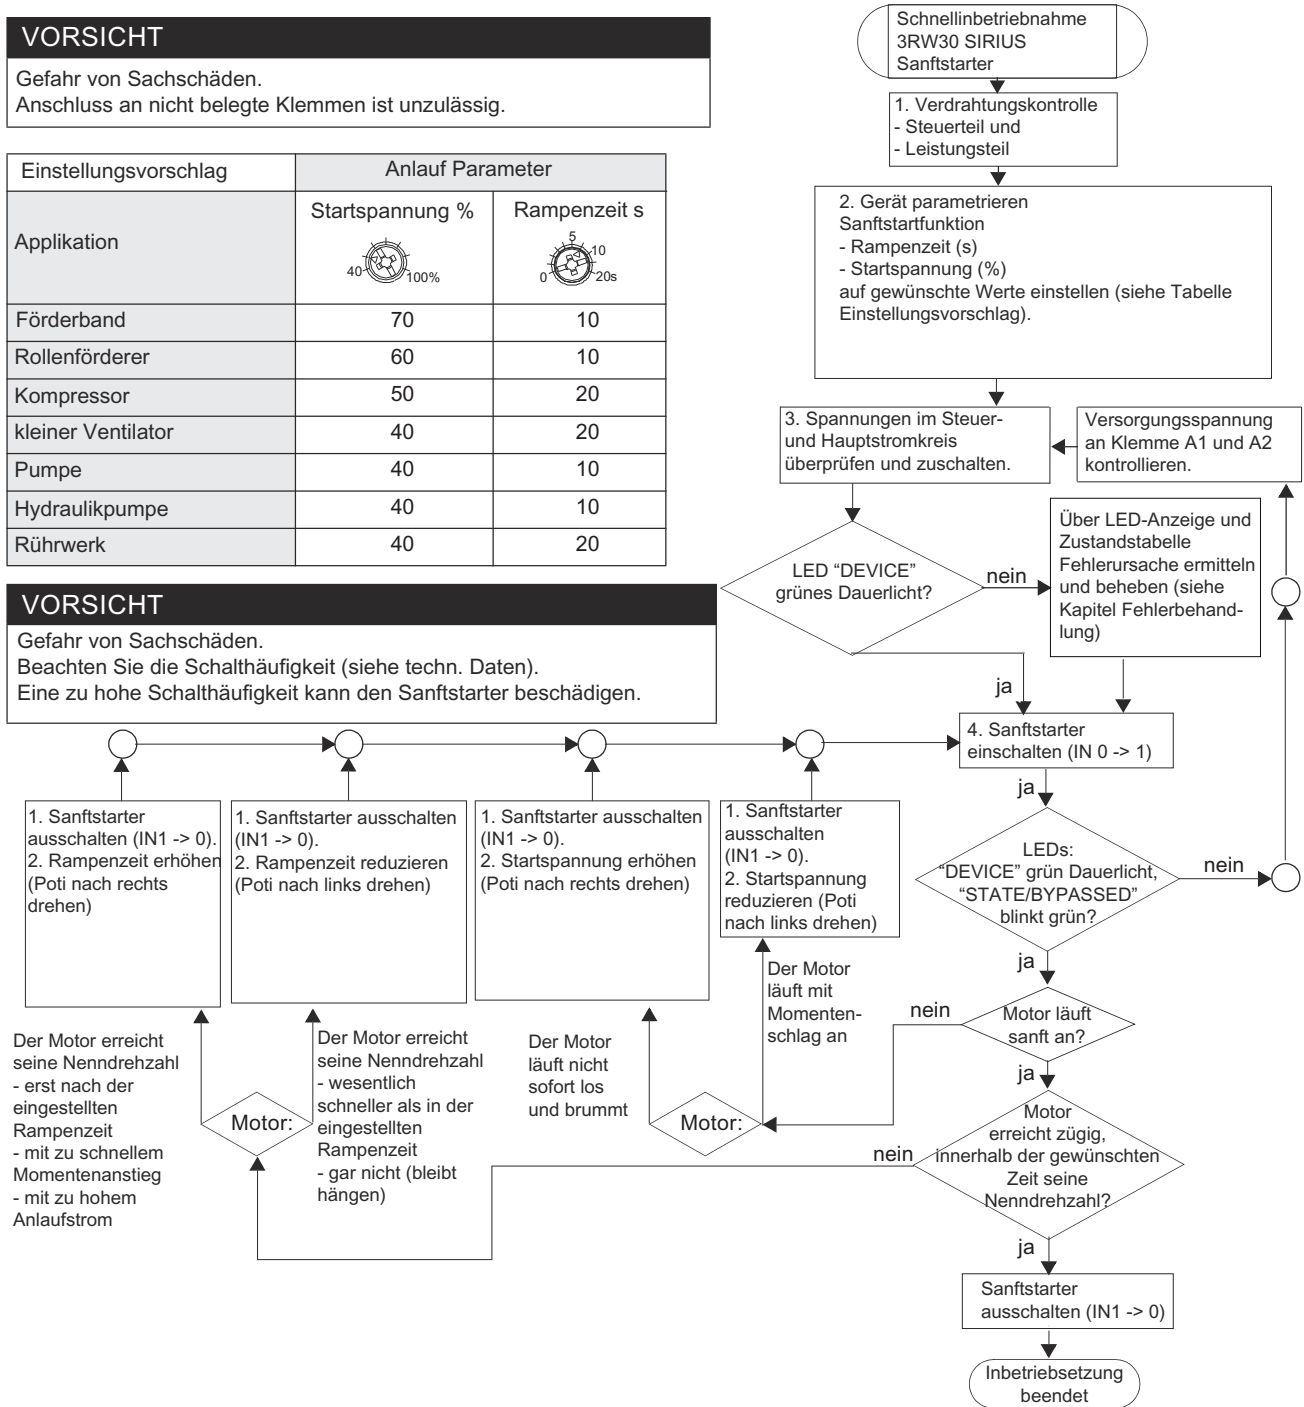 VORSICHT
Gefahr von Sachschäden.
Anschluss an nicht belegte Klemmen ist unzulässig.
Einstellungsvorschlag Anlauf Parameter
Applikation
Startspannung % Rampenzeit s
40 100%
0 5 10 20s
Förderband 70 10
Rollenförderer 60 10
Kompressor 50 20
kleiner Ventilator 40 20
Pumpe 40 10
Hydraulikpumpe 40 10
Rührwerk 40 20
VORSICHT
Gefahr von Sachschäden.
Beachten Sie die Schalthäufigkeit (siehe techn. Daten).
Eine zu hohe Schalthäufigkeit kann den Sanftstarter beschädigen.
Schnellinbetriebnahme
3RW30 SIRIUS
Sanftstarter
1. Verdrahtungskontrolle
- Steuerteil und
- Leistungsteil
2. Gerät parametrieren
Sanftstartfunktion
- Rampenzeit (s)
- Startspannung (%)
auf gewünschte Werte einstellen (siehe Tabelle
Einstellungsvorschlag).
3. Spannungen im Steuer-
und Hauptstromkreis
überprüfen und zuschalten.
Versorgungsspannung
an Klemme A1 und A2
kontrollieren.
LED “DEVICE”
grünes Dauerlicht?
nein
Über LED-Anzeige und
Zustandstabelle
Fehlerursache ermitteln
und beheben (siehe
Kapitel Fehlerbehand-
lung)
ja
4. Sanftstarter
einschalten (IN 0 -> 1)
ja
LEDs:
“DEVICE” grün Dauerlicht,
“STATE/BYPASSED”
blinkt grün?
nein
ja
Motor läuft
sanft an?
nein
ja
Motor
erreicht zügig,
innerhalb der gewünschten
Zeit seine
Nenndrehzahl?
nein
ja
Sanftstarter
ausschalten (IN1 -> 0)
Inbetriebsetzung
beendet
1. Sanftstarter
ausschalten (IN1 -> 0).
2. Rampenzeit erhöhen
(Poti nach rechts
drehen)
1. Sanftstarter ausschalten
(IN1 -> 0).
2. Rampenzeit reduzieren
(Poti nach links drehen)
1. Sanftstarter ausschalten
(IN1 -> 0).
2. Startspannung erhöhen
(Poti nach rechts drehen)
1. Sanftstarter
ausschalten
(IN1 -> 0).
2. Startspannung
reduzieren (Poti
nach links drehen)
Der Motor erreicht
seine Nenndrehzahl
- erst nach der
eingestellten
Rampenzeit
- mit zu schnellem
Momentenanstieg
- mit zu hohem
Anlaufstrom
Motor:
Der Motor erreicht
seine Nenndrehzahl
- wesentlich
schneller als in der
eingestellten
Rampenzeit
- gar nicht (bleibt
hängen)
Der Motor
läuft nicht
sofort los
und brummt
Motor:
Der Motor
läuft mit
Momenten-
schlag an